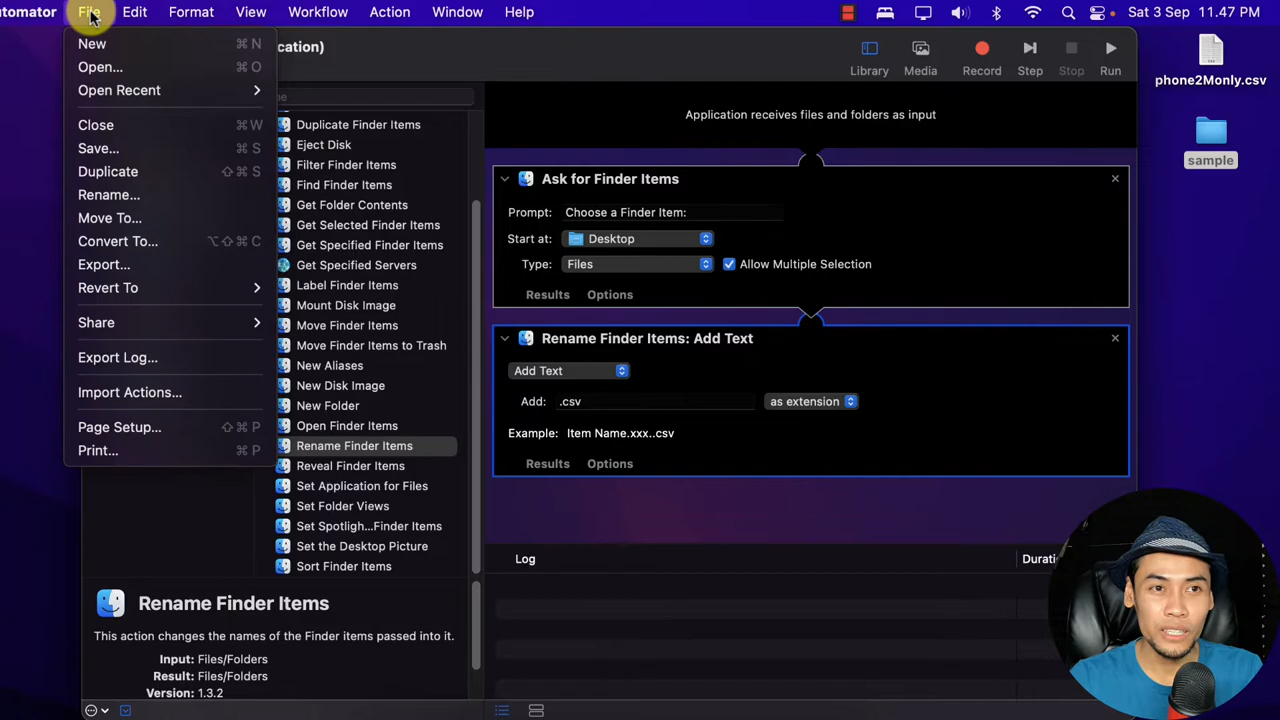 utomator File Edit Format View Workflow Action Window Help Sat 3 Sep 11.47 PM
New ⌘ N
Open... ⌘ O
Open Recent
Close ⌘ W
Save... ⌘ S
Duplicate ⇧ ⌘ S
Rename...
Move To...
Convert To... ⌥⇧⌘ C
Export...
Revert To
Share
Export Log...
Import Actions...
Page Setup... ⇧ ⌘ P
Print... ⌘ P
cation)
Library
Media
Record
Step
Stop
Run
phone2Monly.csv
sample
me
Duplicate Finder Items
Eject Disk
Filter Finder Items
Find Finder Items
Get Folder Contents
Get Selected Finder Items
Get Specified Finder Items
Get Specified Servers
Label Finder Items
Mount Disk Image
Move Finder Items
Move Finder Items to Trash
New Aliases
New Disk Image
New Folder
Open Finder Items
Rename Finder Items
Reveal Finder Items
Set Application for Files
Set Folder Views
Set Spotligh...Finder Items
Set the Desktop Picture
Sort Finder Items
Application receives files and folders as input
Ask for Finder Items
Prompt: Choose a Finder Item:
Start at: Desktop
Type: Files Allow Multiple Selection
Results Options
Rename Finder Items: Add Text
Add Text
Add: .csv as extension
Example: Item Name.xxx..csv
Results Options
Log Duratio
Rename Finder Items
This action changes the names of the Finder items passed into it.
Input: Files/Folders
Result: Files/Folders
Version: 1.3.2